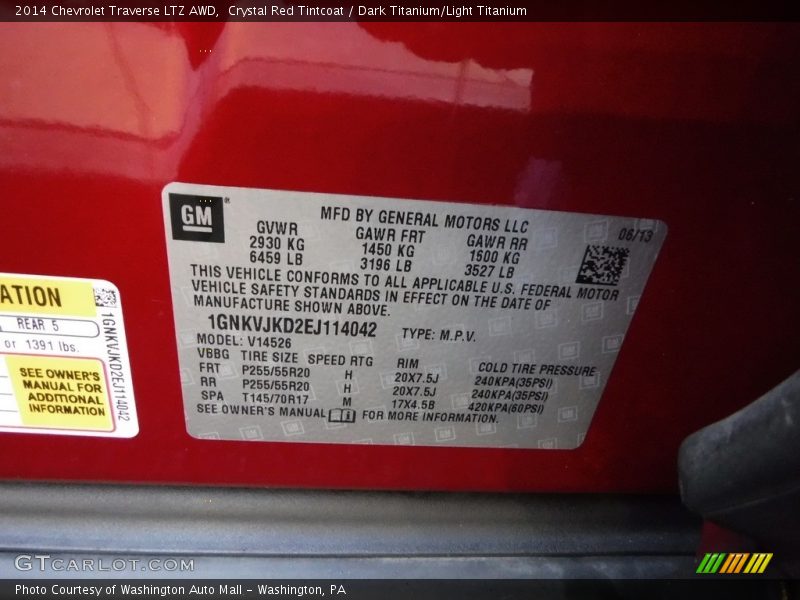 2014 Chevrolet Traverse LTZ AWD,  Crystal Red Tintcoat / Dark Titanium/Light Titanium
GM ®
MFD BY GENERAL MOTORS LLC
06/13
GVWR GAWR FRT GAWR RR
2930 KG 1450 KG 1600 KG
6459 LB 3196 LB 3527 LB
THIS VEHICLE CONFORMS TO ALL APPLICABLE U.S. FEDERAL MOTOR
VEHICLE SAFETY STANDARDS IN EFFECT ON THE DATE OF
MANUFACTURE SHOWN ABOVE.
1GNKVJKD2EJ114042 TYPE: M.P.V.
MODEL: V14526
VBBG TIRE SIZE SPEED RTG RIM COLD TIRE PRESSURE
FRT P255/55R20 H 20X7.5J 240KPA(35PSI)
RR P255/55R20 H 20X7.5J 240KPA(35PSI)
SPA T145/70R17 M 17X4.5B 420KPA(60PSI)
SEE OWNER'S MANUAL FOR MORE INFORMATION.
ATION
REAR 5
or 1391 lbs.
SEE OWNER'S
MANUAL FOR
ADDITIONAL
INFORMATION
1GNKVJKD2EJ114042
GTCarLot.com
Photo Courtesy of Washington Auto Mall - Washington, PA